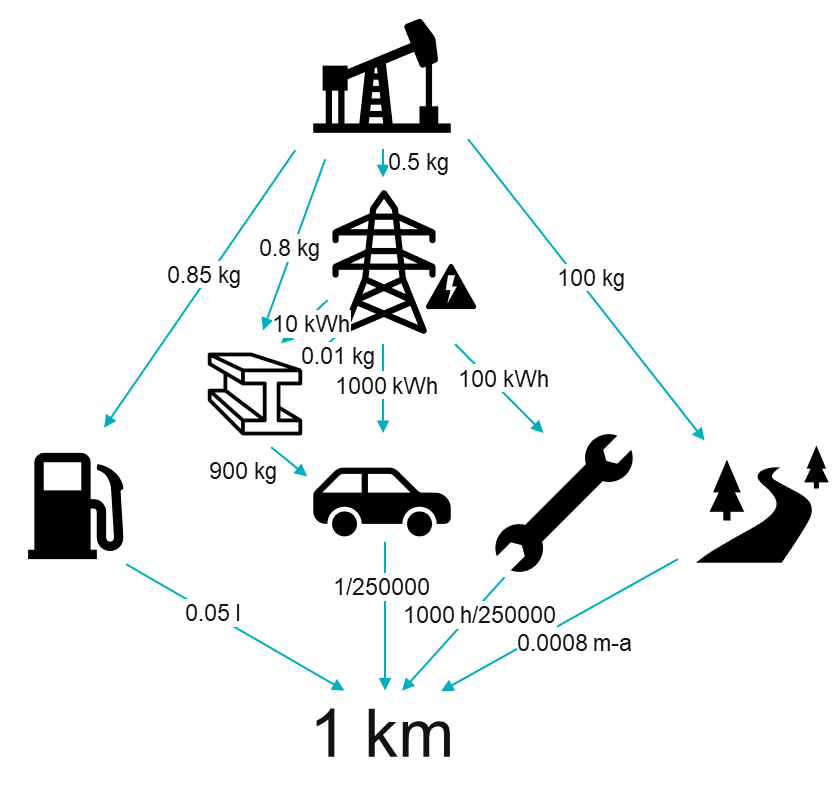 0.5 kg
0.8 kg
0.85 kg
100 kg
10 kWh
0.01 kg
1000 kWh
100 kWh
900 kg
1/250000
0.05 l
1000 h/250000
0.0008 m-a
1 km